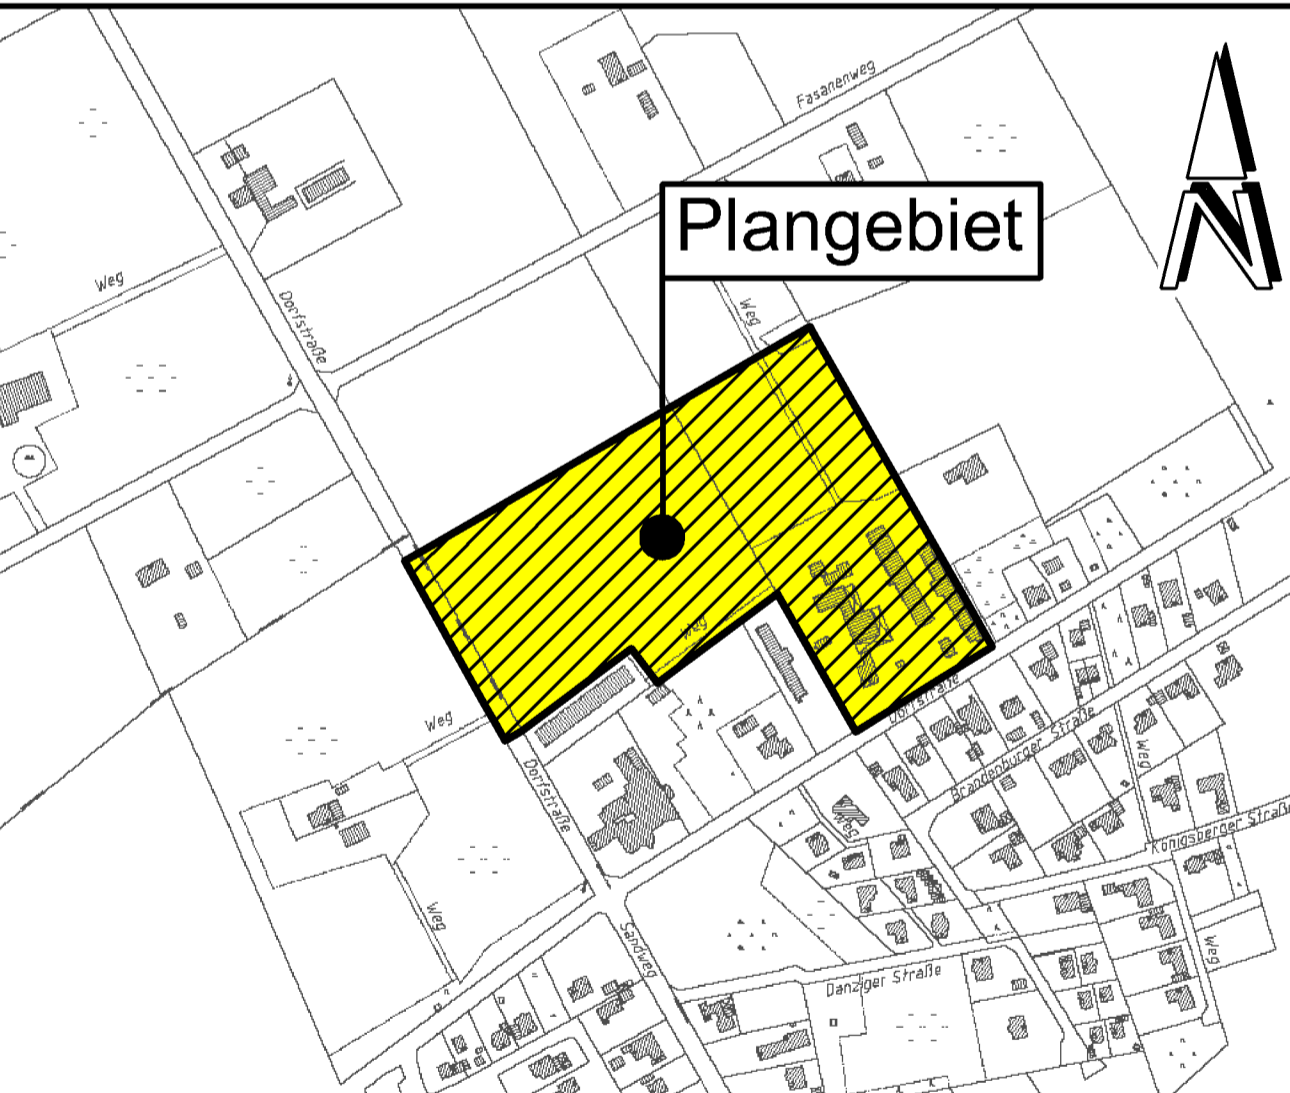 Fasanenweg
Plangebiet
N
Weg
Dorfstraße
Weg
Weg
Weg
Dorfstraße
Brandenburger Straße
Weg
Dorfstraße
Weg
Königsberger Straße
Weg
Sandweg
Weg
Danziger Straße